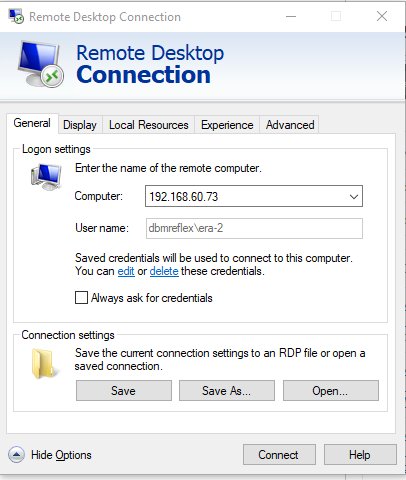 Remote Desktop Connection
Remote Desktop
Connection
General Display Local Resources Experience Advanced
Logon settings
Enter the name of the remote computer.
Computer: 192.168.60.73
User name: dbmreflex\era-2
Saved credentials will be used to connect to this computer.
You can edit or delete these credentials.
Always ask for credentials
Connection settings
Save the current connection settings to an RDP file or open a
saved connection.
Save Save As... Open...
Hide Options Connect Help